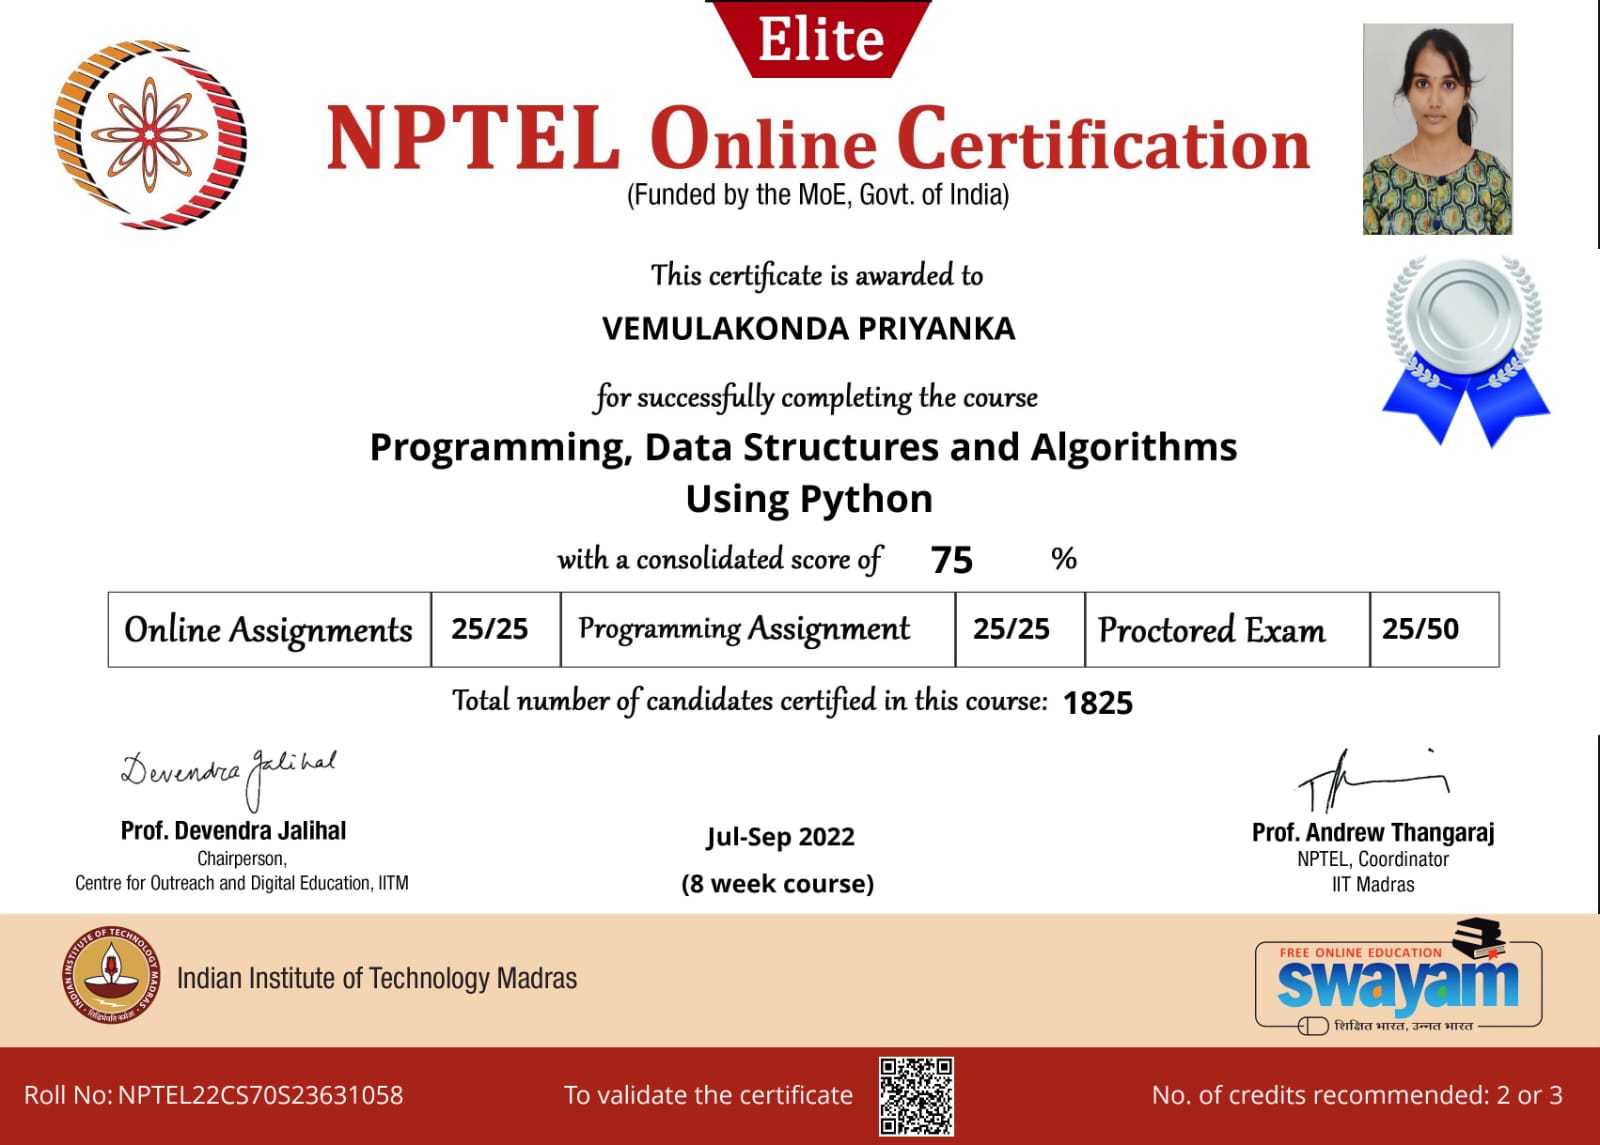 Elite
NPTEL Online Certification
(Funded by the MoE, Govt. of India)
This certificate is awarded to
VEMULAKONDA PRIYANKA
for successfully completing the course
Programming, Data Structures and Algorithms
Using Python
with a consolidated score of 75 %
Online Assignments 25/25 Programming Assignment 25/25 Proctored Exam 25/50
Total number of candidates certified in this course: 1825
Devendra Jalihal
Prof. Devendra Jalihal
Chairperson,
Centre for Outreach and Digital Education, IITM
Jul-Sep 2022
(8 week course)
Prof. Andrew Thangaraj
NPTEL, Coordinator
IIT Madras
INDIAN INSTITUTE OF TECHNOLOGY MADRAS
सिद्धिर्भवति कर्मजा
Indian Institute of Technology Madras
FREE ONLINE EDUCATION
swayam
शिक्षित भारत, उन्नत भारत
Roll No: NPTEL22CS70S23631058
To validate the certificate
No. of credits recommended: 2 or 3